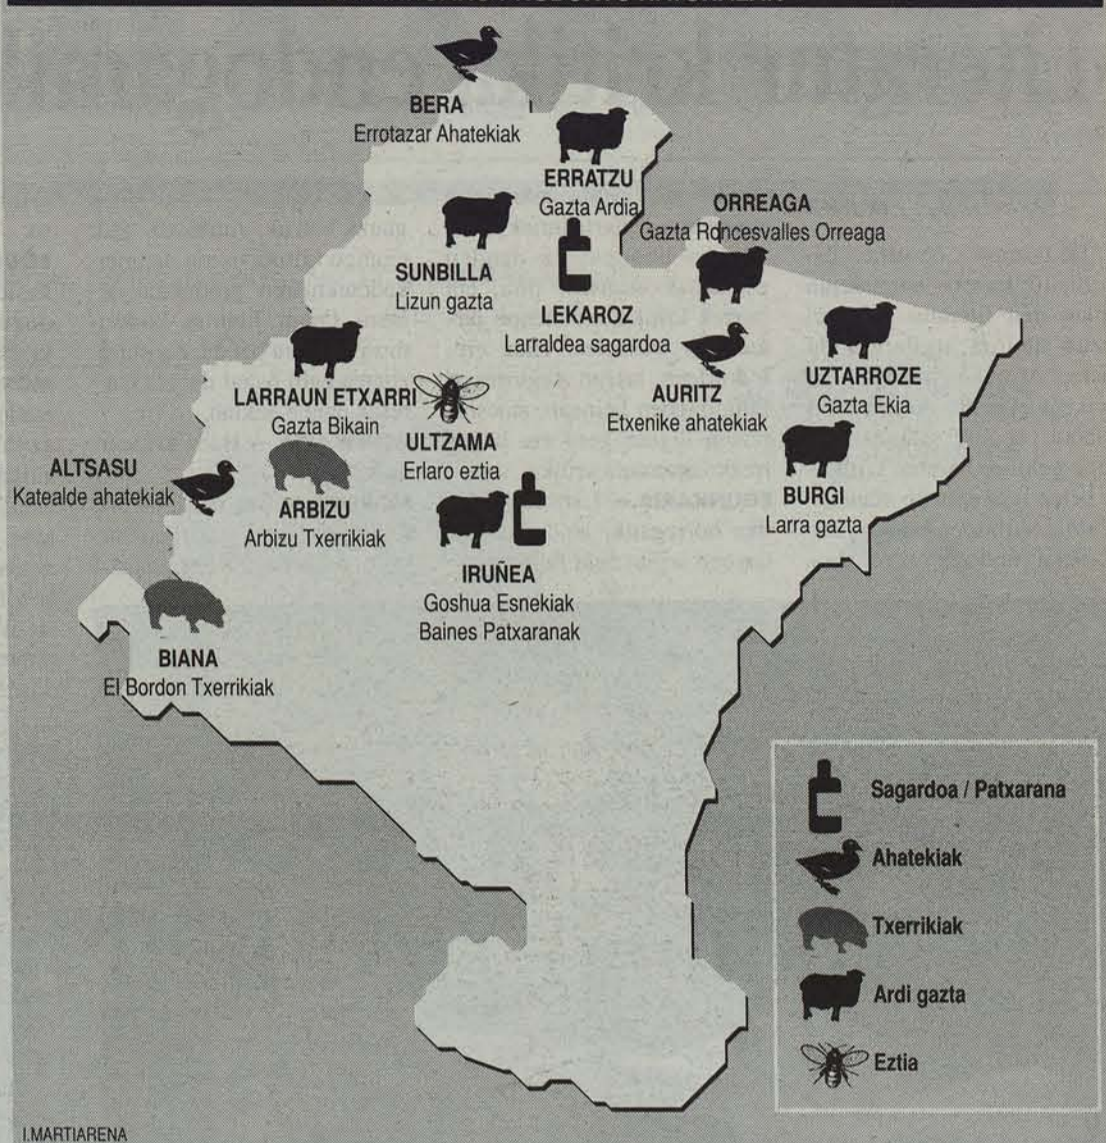 BERA
Errotazar Ahatekiak
ERRATZU
Gazta Ardia
ORREAGA
Gazta Roncesvalles Orreaga
SUNBILLA
Lizun gazta
LEKAROZ
Larraldea sagardoa
UZTARROZE
Gazta Ekia
LARRAUN ETXARRI
Gazta Bikain
AURITZ
Etxenike ahatekiak
ULTZAMA
Erlaro eztia
ALTSASU
Katealde ahatekiak
ARBIZU
Arbizu Txerrikiak
BURGI
Larra gazta
IRUÑEA
Goshua Esnekiak
Baines Patxaranak
BIANA
El Bordon Txerrikiak
Sagardoa / Patxarana
Ahatekiak
Txerrikiak
Ardi gazta
Eztia
I.MARTIARENA